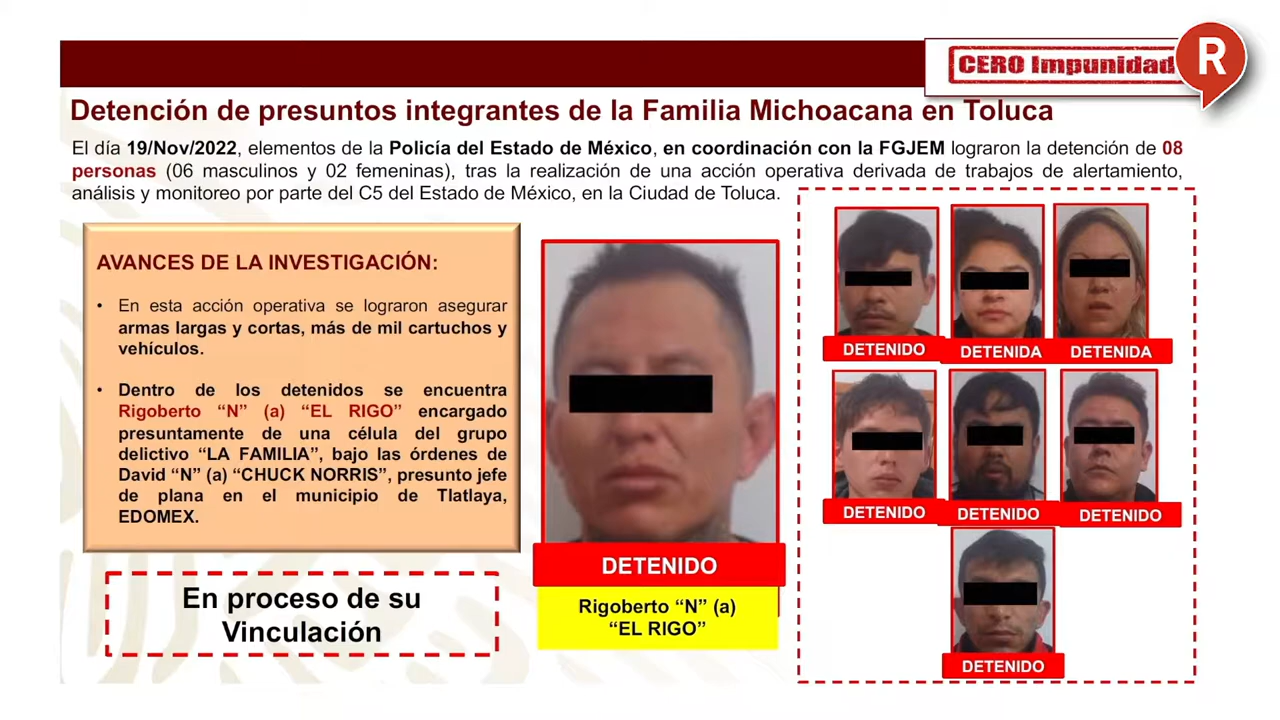 CERO Impunidad
R
Detención de presuntos integrantes de la Familia Michoacana en Toluca
El día 19/Nov/2022, elementos de la Policía del Estado de México, en coordinación con la FGJEM lograron la detención de 08
personas (06 masculinos y 02 femeninas), tras la realización de una acción operativa derivada de trabajos de alertamiento,
análisis y monitoreo por parte del C5 del Estado de México, en la Ciudad de Toluca.
AVANCES DE LA INVESTIGACIÓN:
• En esta acción operativa se lograron asegurar
armas largas y cortas, más de mil cartuchos y
vehículos.
• Dentro de los detenidos se encuentra
Rigoberto “N” (a) “EL RIGO” encargado
presuntamente de una célula del grupo
delictivo “LA FAMILIA”, bajo las órdenes de
David “N” (a) “CHUCK NORRIS”, presunto jefe
de plana en el municipio de Tlatlaya,
EDOMEX.
En proceso de su
Vinculación
DETENIDO
Rigoberto “N” (a)
“EL RIGO”
DETENIDO
DETENIDA
DETENIDA
DETENIDO
DETENIDO
DETENIDO
DETENIDO